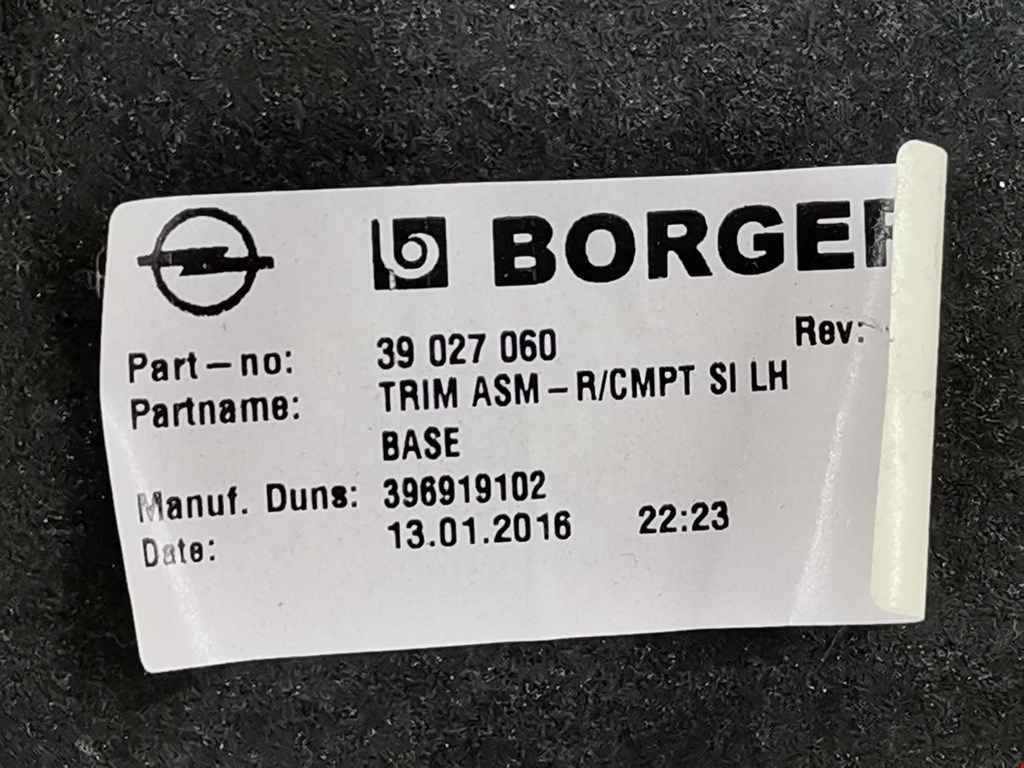 BORGER
Part-no: 39 027 060 Rev:
Partname: TRIM ASM-R/CMPT SI LH
BASE
Manuf. Duns: 396919102
Date: 13.01.2016 22:23